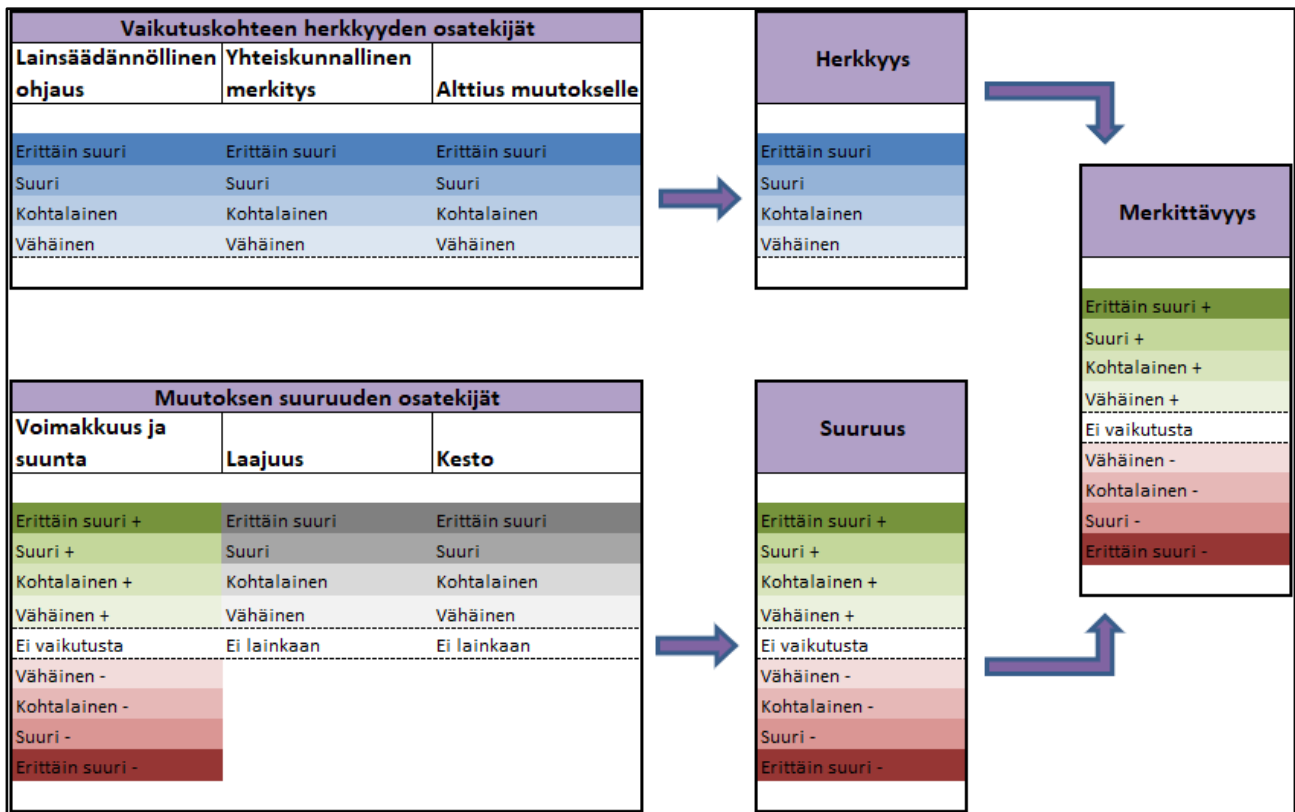 Vaikutuskohteen herkkyyden osatekijät
Lainsäädännöllinen ohjaus
Yhteiskunnallinen merkitys
Alttius muutokselle
Erittäin suuri Erittäin suuri Erittäin suuri
Suuri Suuri Suuri
Kohtalainen Kohtalainen Kohtalainen
Vähäinen Vähäinen Vähäinen
Herkkyys
Erittäin suuri
Suuri
Kohtalainen
Vähäinen
Muutoksen suuruuden osatekijät
Voimakkuus ja suunta
Laajuus
Kesto
Erittäin suuri + Erittäin suuri Erittäin suuri
Suuri + Suuri Suuri
Kohtalainen + Kohtalainen Kohtalainen
Vähäinen + Vähäinen Vähäinen
Ei vaikutusta Ei lainkaan Ei lainkaan
Vähäinen -
Kohtalainen -
Suuri -
Erittäin suuri -
Suuruus
Erittäin suuri +
Suuri +
Kohtalainen +
Vähäinen +
Ei vaikutusta
Vähäinen -
Kohtalainen -
Suuri -
Erittäin suuri -
Merkittävyys
Erittäin suuri +
Suuri +
Kohtalainen +
Vähäinen +
Ei vaikutusta
Vähäinen -
Kohtalainen -
Suuri -
Erittäin suuri -